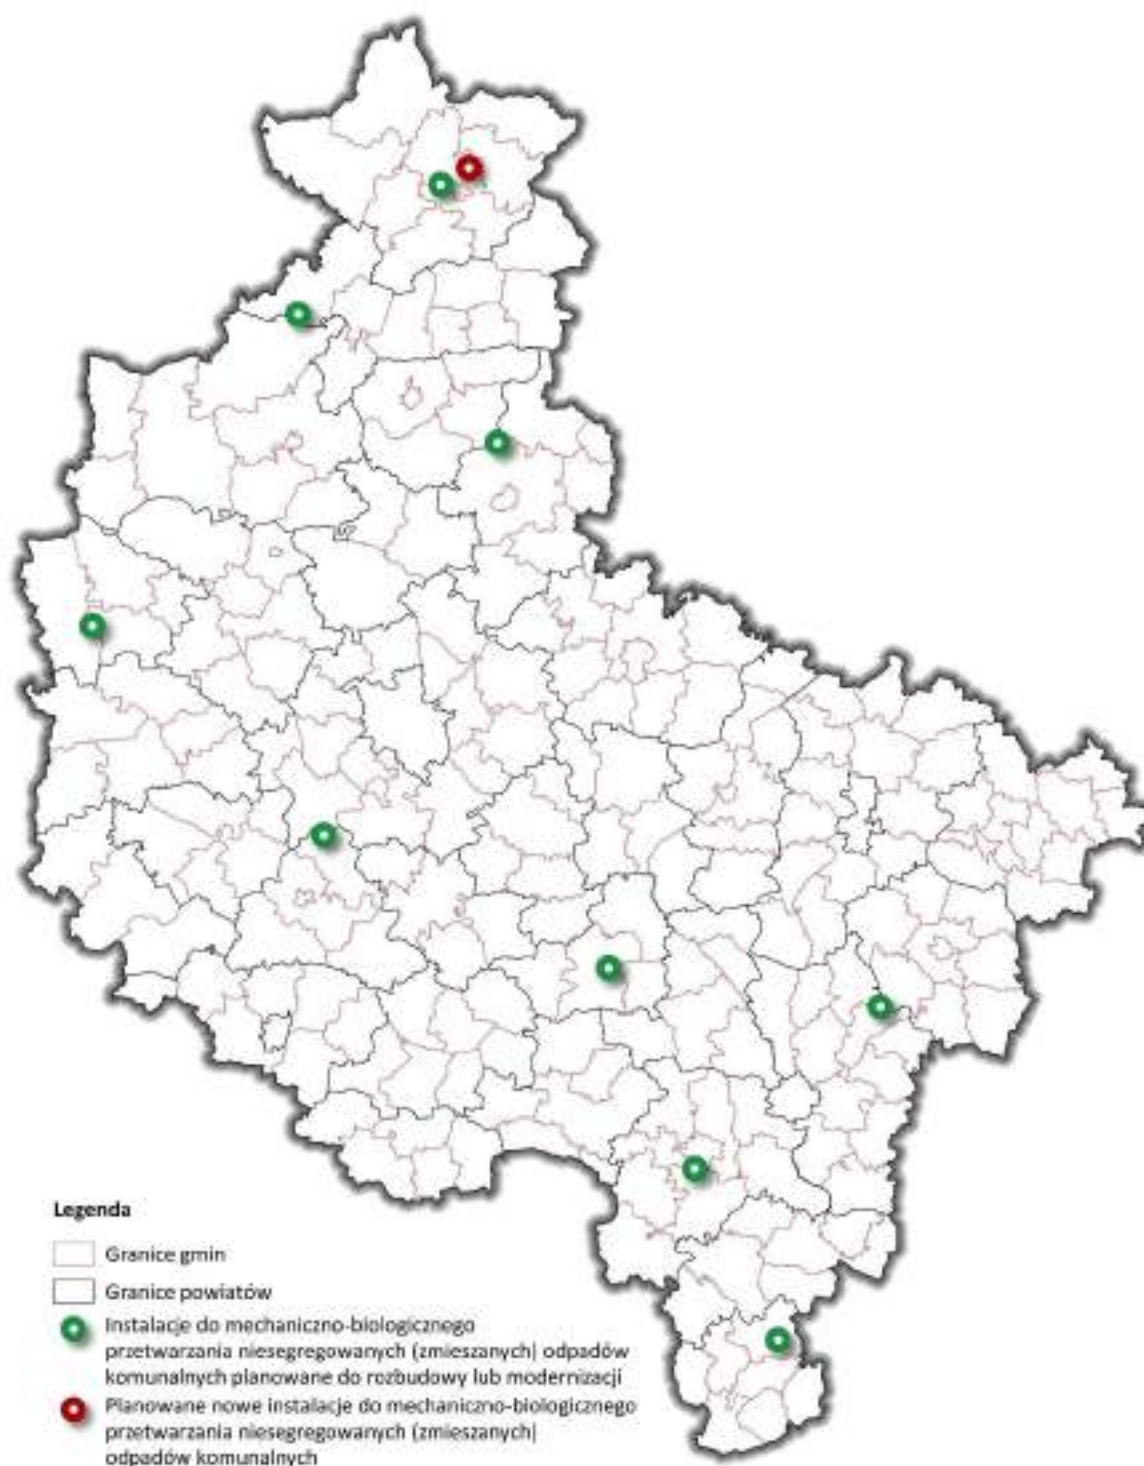 Legenda
Granice gmin
Granice powiatów
Instalacje do mechaniczno-biologicznego
przetwarzania niesegregowanych (zmieszanych) odpadów
komunalnych planowane do rozbudowy lub modernizacji
Planowane nowe instalacje do mechaniczno-biologicznego
przetwarzania niesegregowanych (zmieszanych)
odpadów komunalnych